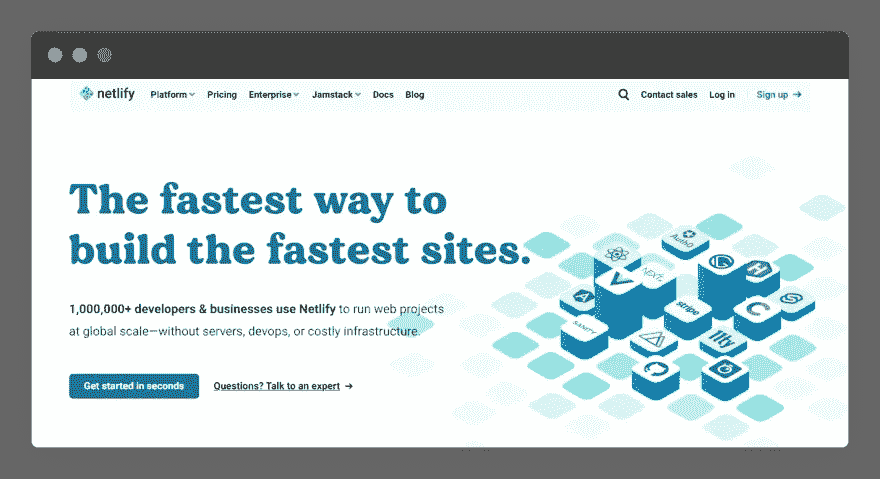 netlify Platform Pricing Enterprise Jamstack Docs Blog Contact sales Log in Sign up →
The fastest way to
build the fastest sites.
1,000,000+ developers & businesses use Netlify to run web projects
at global scale—without servers, devops, or costly infrastructure.
Get started in seconds Questions? Talk to an expert →
Auth0
NEXT
stripe
SANITY
11ty